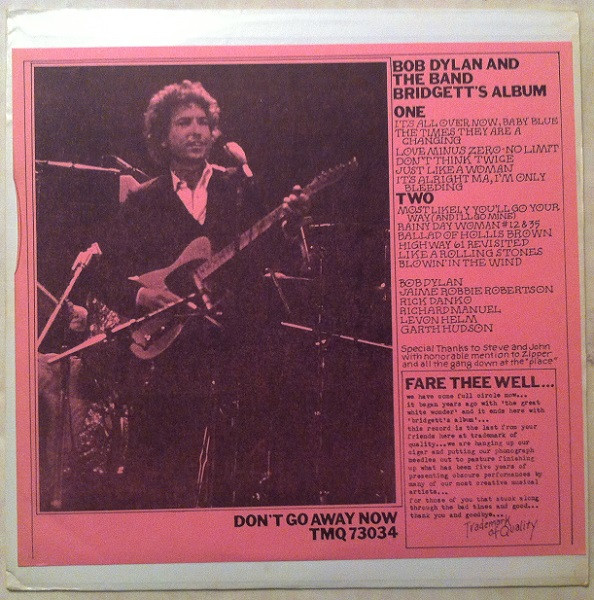 BOB DYLAN AND
THE BAND
BRIDGETT'S ALBUM
ONE
IT'S ALL OVER NOW, BABY BLUE
THE TIMES THEY ARE A
CHANGING
LOVE MINUS ZERO-NO LIMIT
DON'T THINK TWICE
JUST LIKE A WOMAN
IT'S ALRIGHT MA, I'M ONLY
BLEEDING
TWO
MOST LIKELY YOU'LL GO YOUR
WAY (AND I'LL GO MINE)
RAINY DAY WOMAN #12 & 35
BALLAD OF HOLLIS BROWN
HIGHWAY 61 REVISITED
LIKE A ROLLING STONES
BLOWIN' IN THE WIND
BOB DYLAN
JAIME ROBBIE ROBERTSON
RICK DANKO
RICHARD MANUEL
LEVON HELM
GARTH HUDSON
Special Thanks to Steve and John
with honorable mention to Zipper
and all the gang down at the "place"
FARE THEE WELL...
we have come full circle now...
it began years ago with 'the great
white wonder' and it ends here with
'bridgett's album'...
this record is the last from your
friends here at trademark of
quality...we are hanging up our
cigar and putting our phonograph
needles out to pasture finishing
up what has been five years of
presenting obscure performances by
many of our most creative musical
artists...
for those of you that stuck along
through the bad times and good...
thank you and goodbye...
Trademark
of Quality
DON'T GO AWAY NOW
TMQ 73034